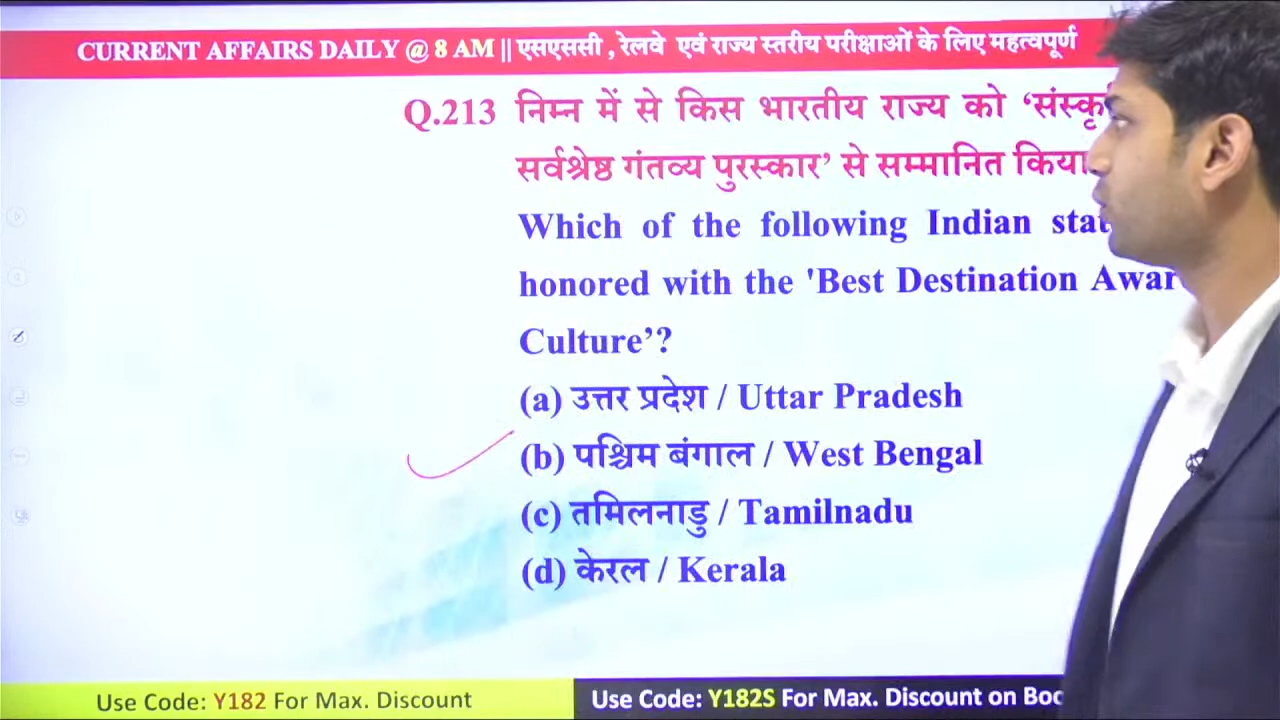 CURRENT AFFAIRS DAILY @ 8 AM || एसएससी , रेलवे एवं राज्य स्तरीय परीक्षाओं के लिए महत्वपूर्ण
Q.213 निम्न में से किस भारतीय राज्य को
सर्वश्रेष्ठ गंतव्य पुरस्कार’ से सम्मानित किया
Which of the following Indian
honored with the 'Best Destination
Culture’?
(a) उत्तर प्रदेश / Uttar Pradesh
(b) पश्चिम बंगाल / West Bengal
(c) तमिलनाडु / Tamilnadu
(d) केरल / Kerala
Use Code: Y182 For Max. Discount
Use Code: Y182S For Max. Discount on